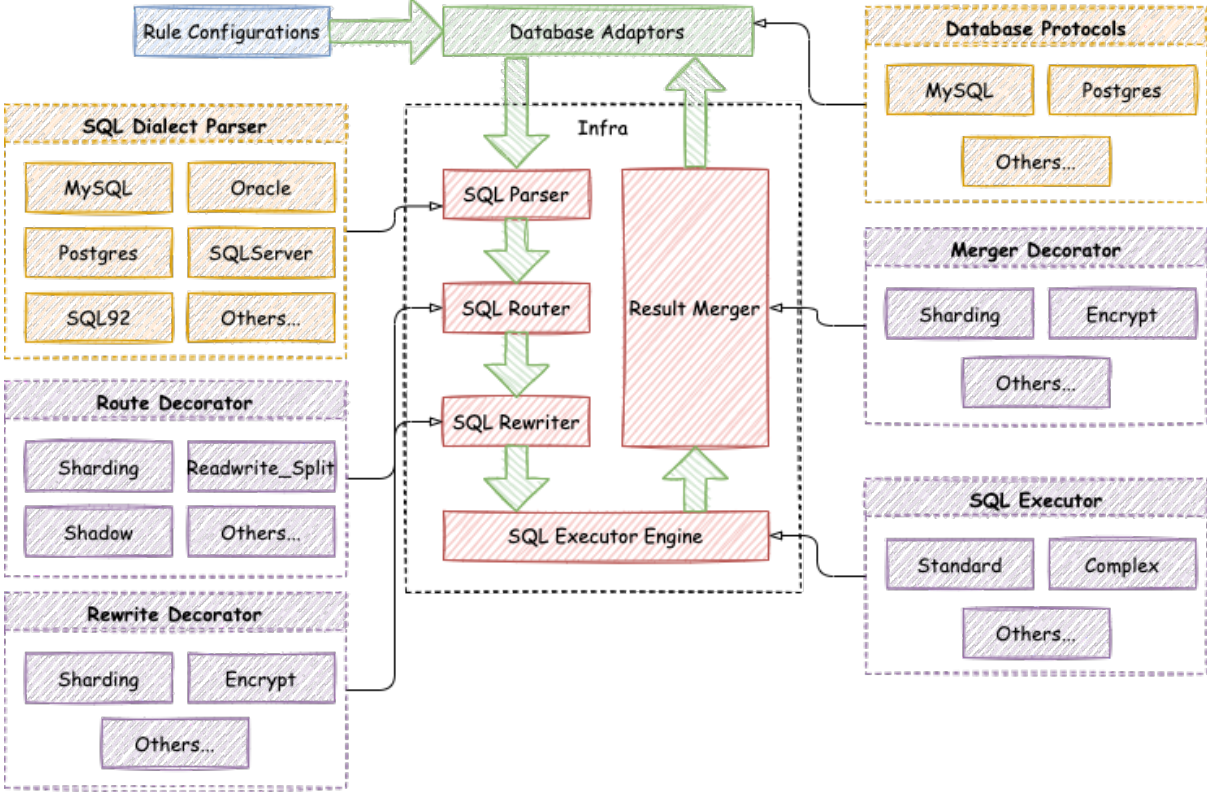 Rule Configurations
Database Adaptors
Database Protocols
MySQL
Postgres
Others...
SQL Dialect Parser
MySQL
Oracle
Postgres
SQLServer
SQL92
Others...
Infra
SQL Parser
SQL Router
SQL Rewriter
Result Merger
SQL Executor Engine
Merger Decorator
Sharding
Encrypt
Others...
Route Decorator
Sharding
Readwrite_Split
Shadow
Others...
SQL Executor
Standard
Complex
Others...
Rewrite Decorator
Sharding
Encrypt
Others...